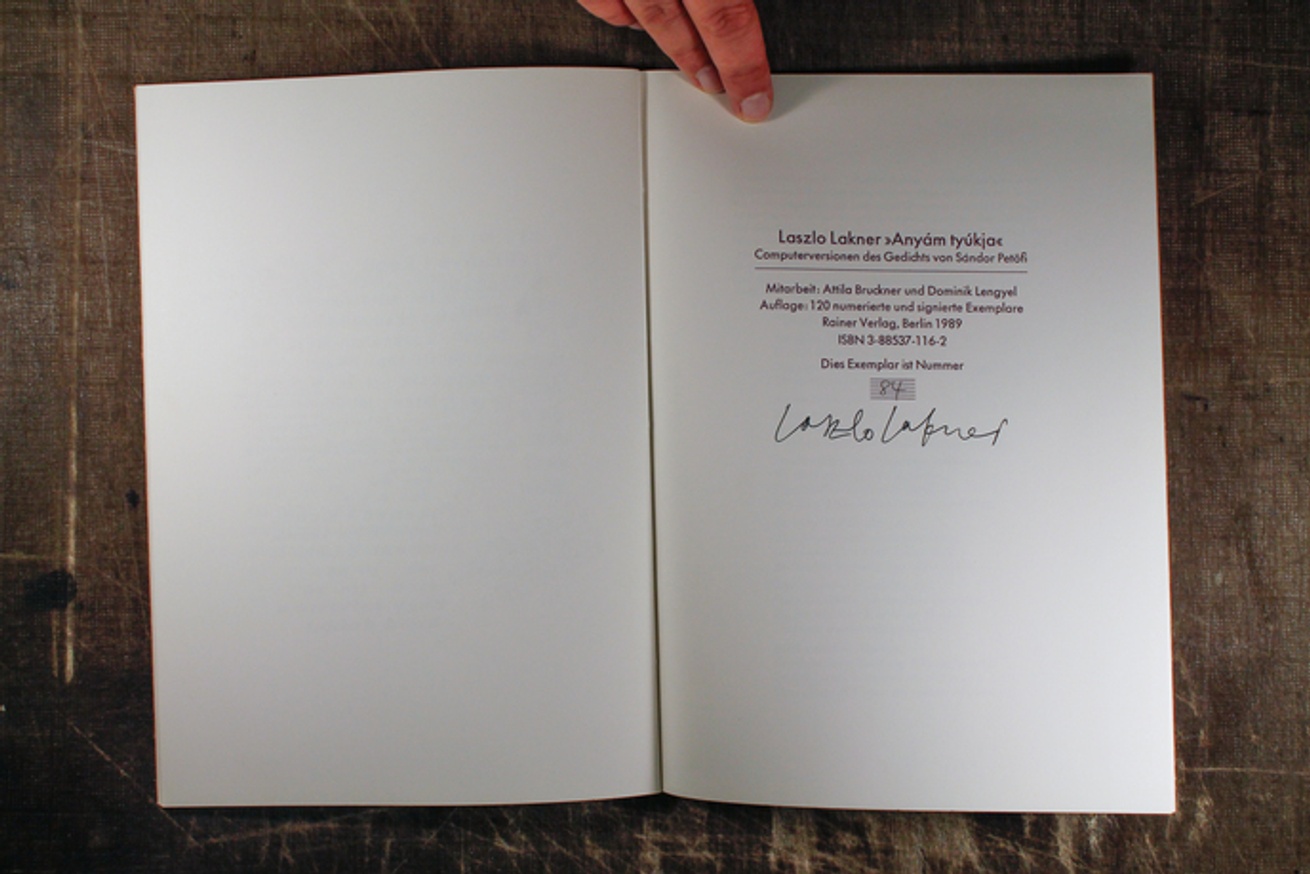 Laszlo Lakner »Anyám tyúkja«
Computerversionen des Gedichts von Sándor Petöfi
Mitarbeit: Attila Bruckner und Dominik Lengyel
Auflage: 120 numerierte und signierte Exemplare
Rainer Verlag, Berlin 1989
ISBN 3-88537-116-2
Dies Exemplar ist Nummer
84
Laszlo Lakner